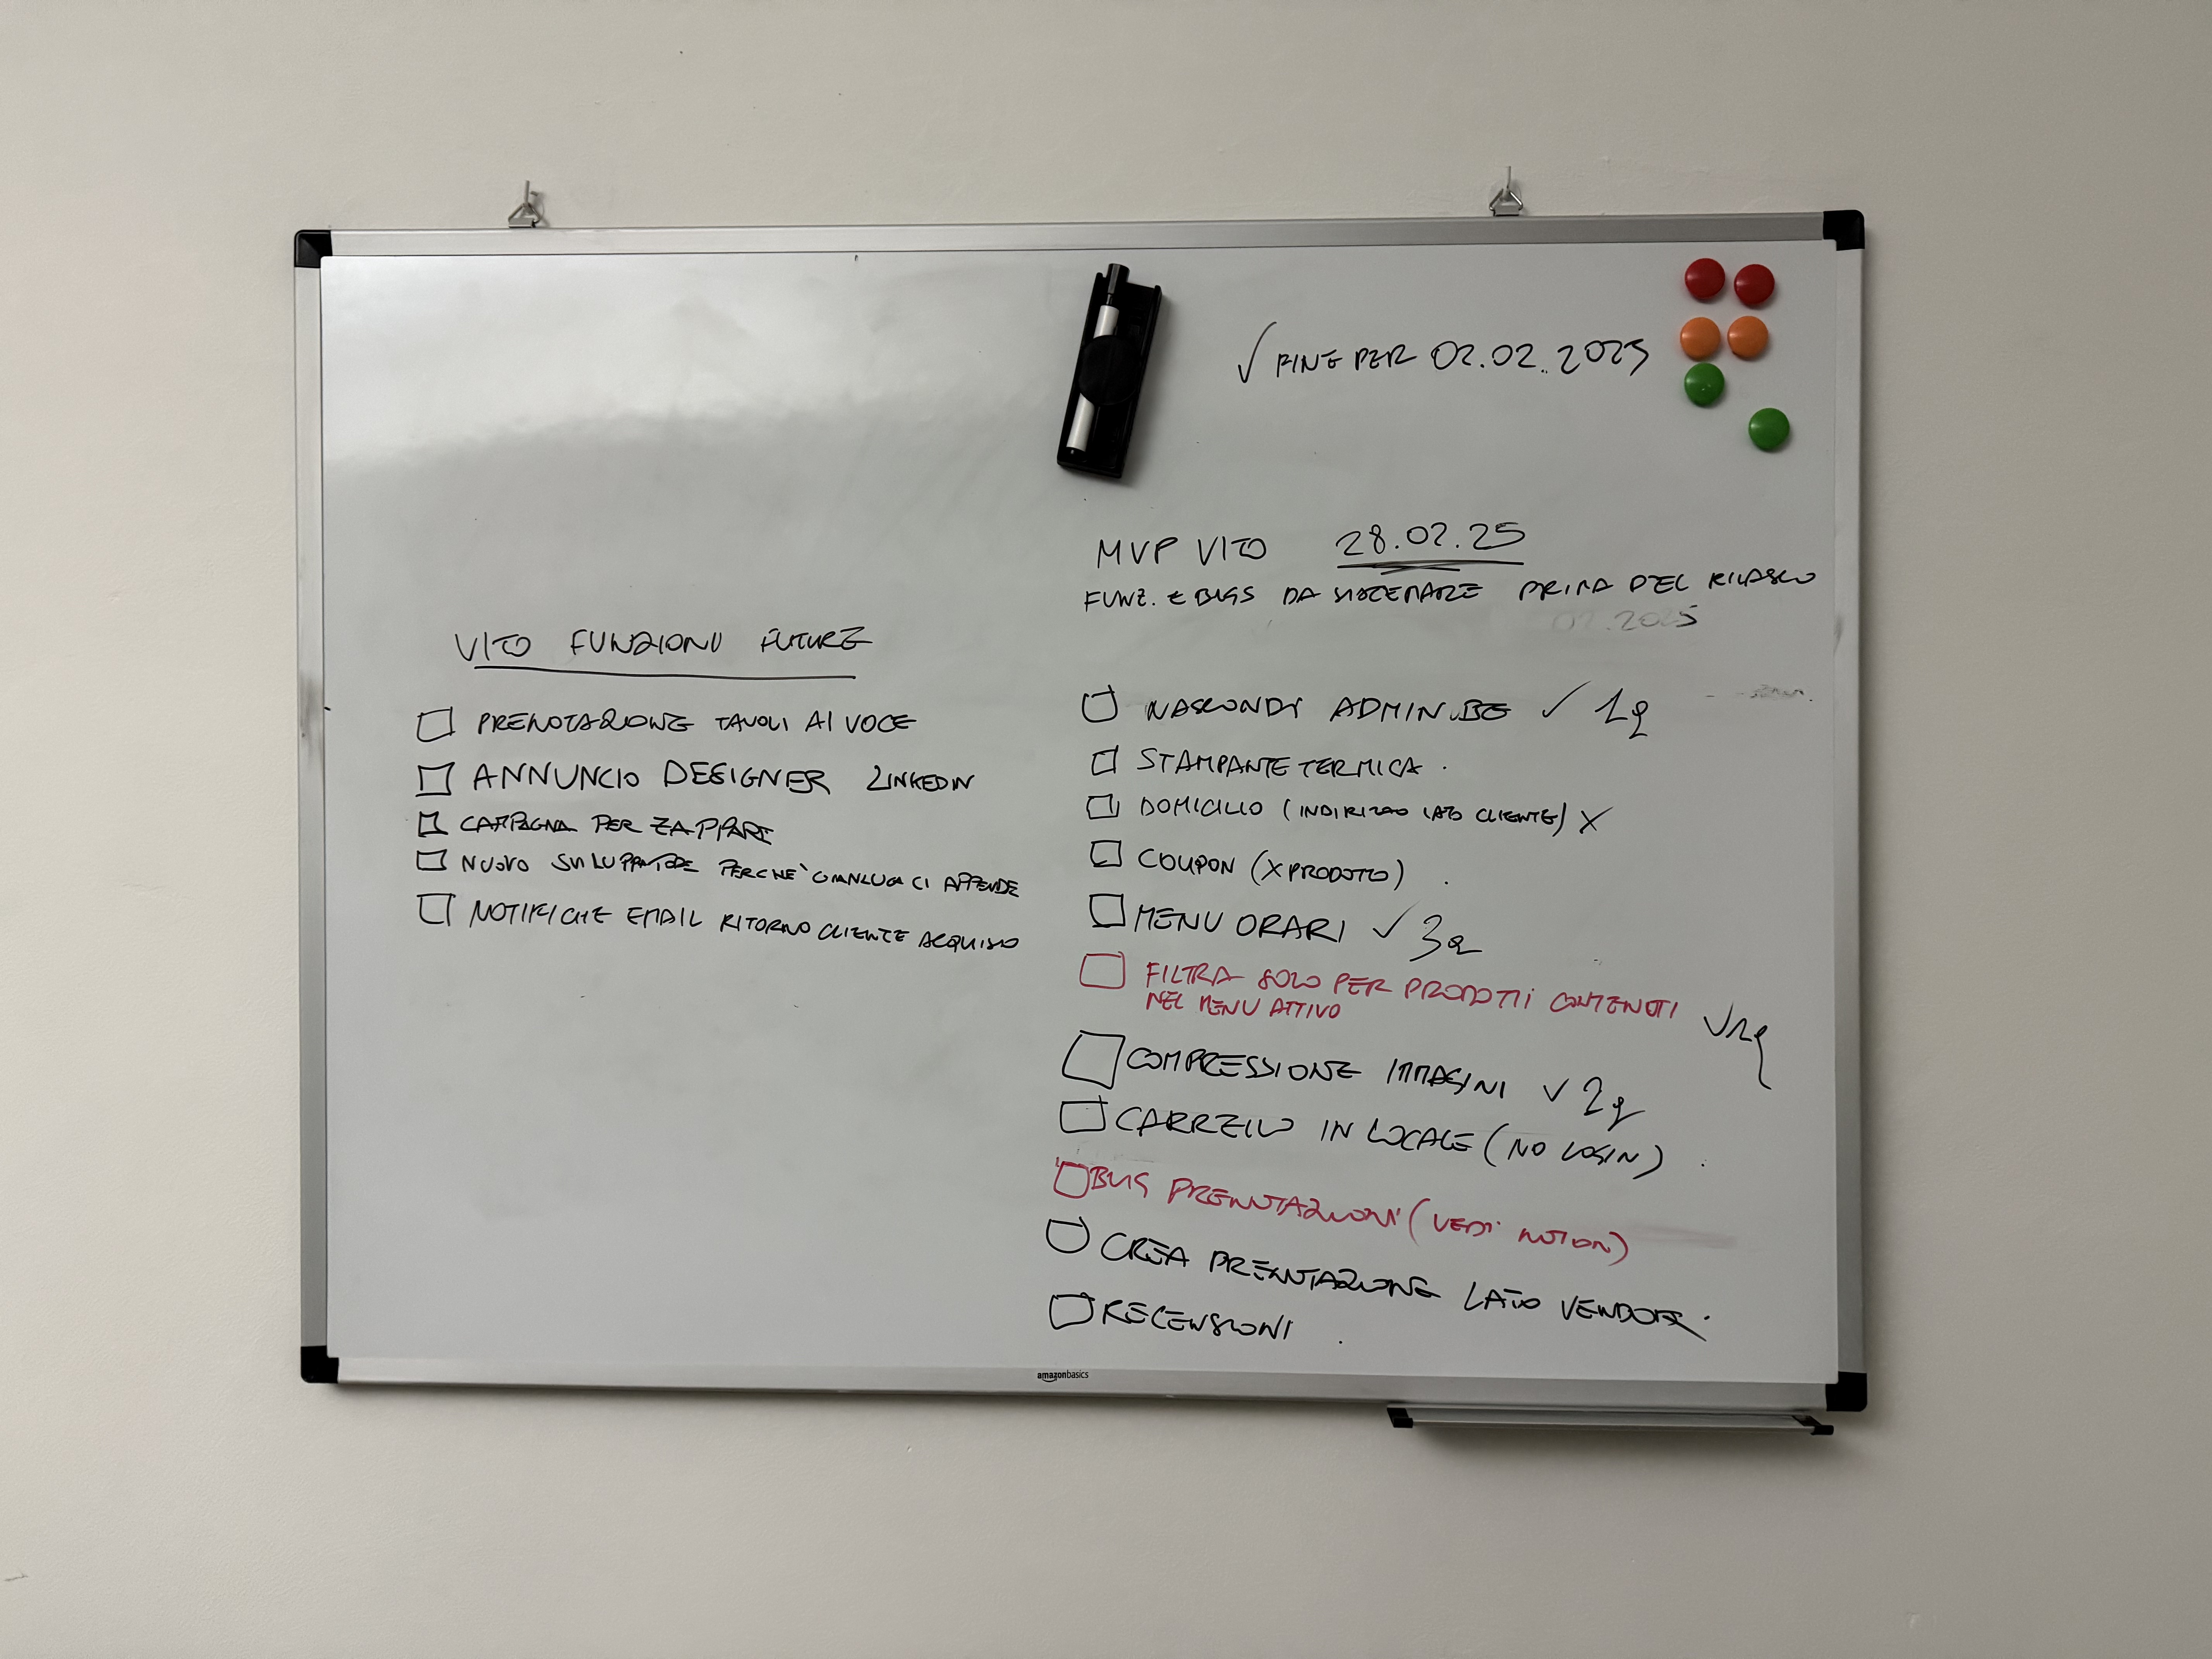 ✓ FINE PER 02.02.2025
MVP VITO 28.02.25
FUNZ. E BUGS DA SISTEMARE PRIMA DEL RILASCIO
.2025
VITO FUNZIONI FUTURE
☐ PRENOTAZIONE TAVOLI AI VOCE
☐ ANNUNCIO DESIGNER LINKEDIN
☐ CAMPAGNA PER ZAPPARE
☐ NUOVO SVILUPPATORE PERCHE' GIANLUCA CI APPENDE
☐ NOTIFICHE EMAIL RITORNO CLIENTE ACQUISIO
☐ NASCONDI ADMIN.BE ✓ 1g
☐ STAMPANTE TERMICA .
☐ DOMICILIO (INDIRIZZO LATO CLIENTE) X
☐ COUPON (X PRODOTTO) .
☐ MENU ORARI ✓ 3g
☐ FILTRA SOLO PER PRODOTTI CONTENUTI
NEL MENU ATTIVO ✓ 1g
☐ COMPRESSIONE IMMAGINI ✓ 2g
☐ CARRELLO IN LOCALE (NO LOGIN) .
☐ BUG PRENOTAZIONI (VEDI NOTION)
☐ CREA PRENOTAZIONE LATO VENDOR .
☐ RECENSIONI .
amazonbasics